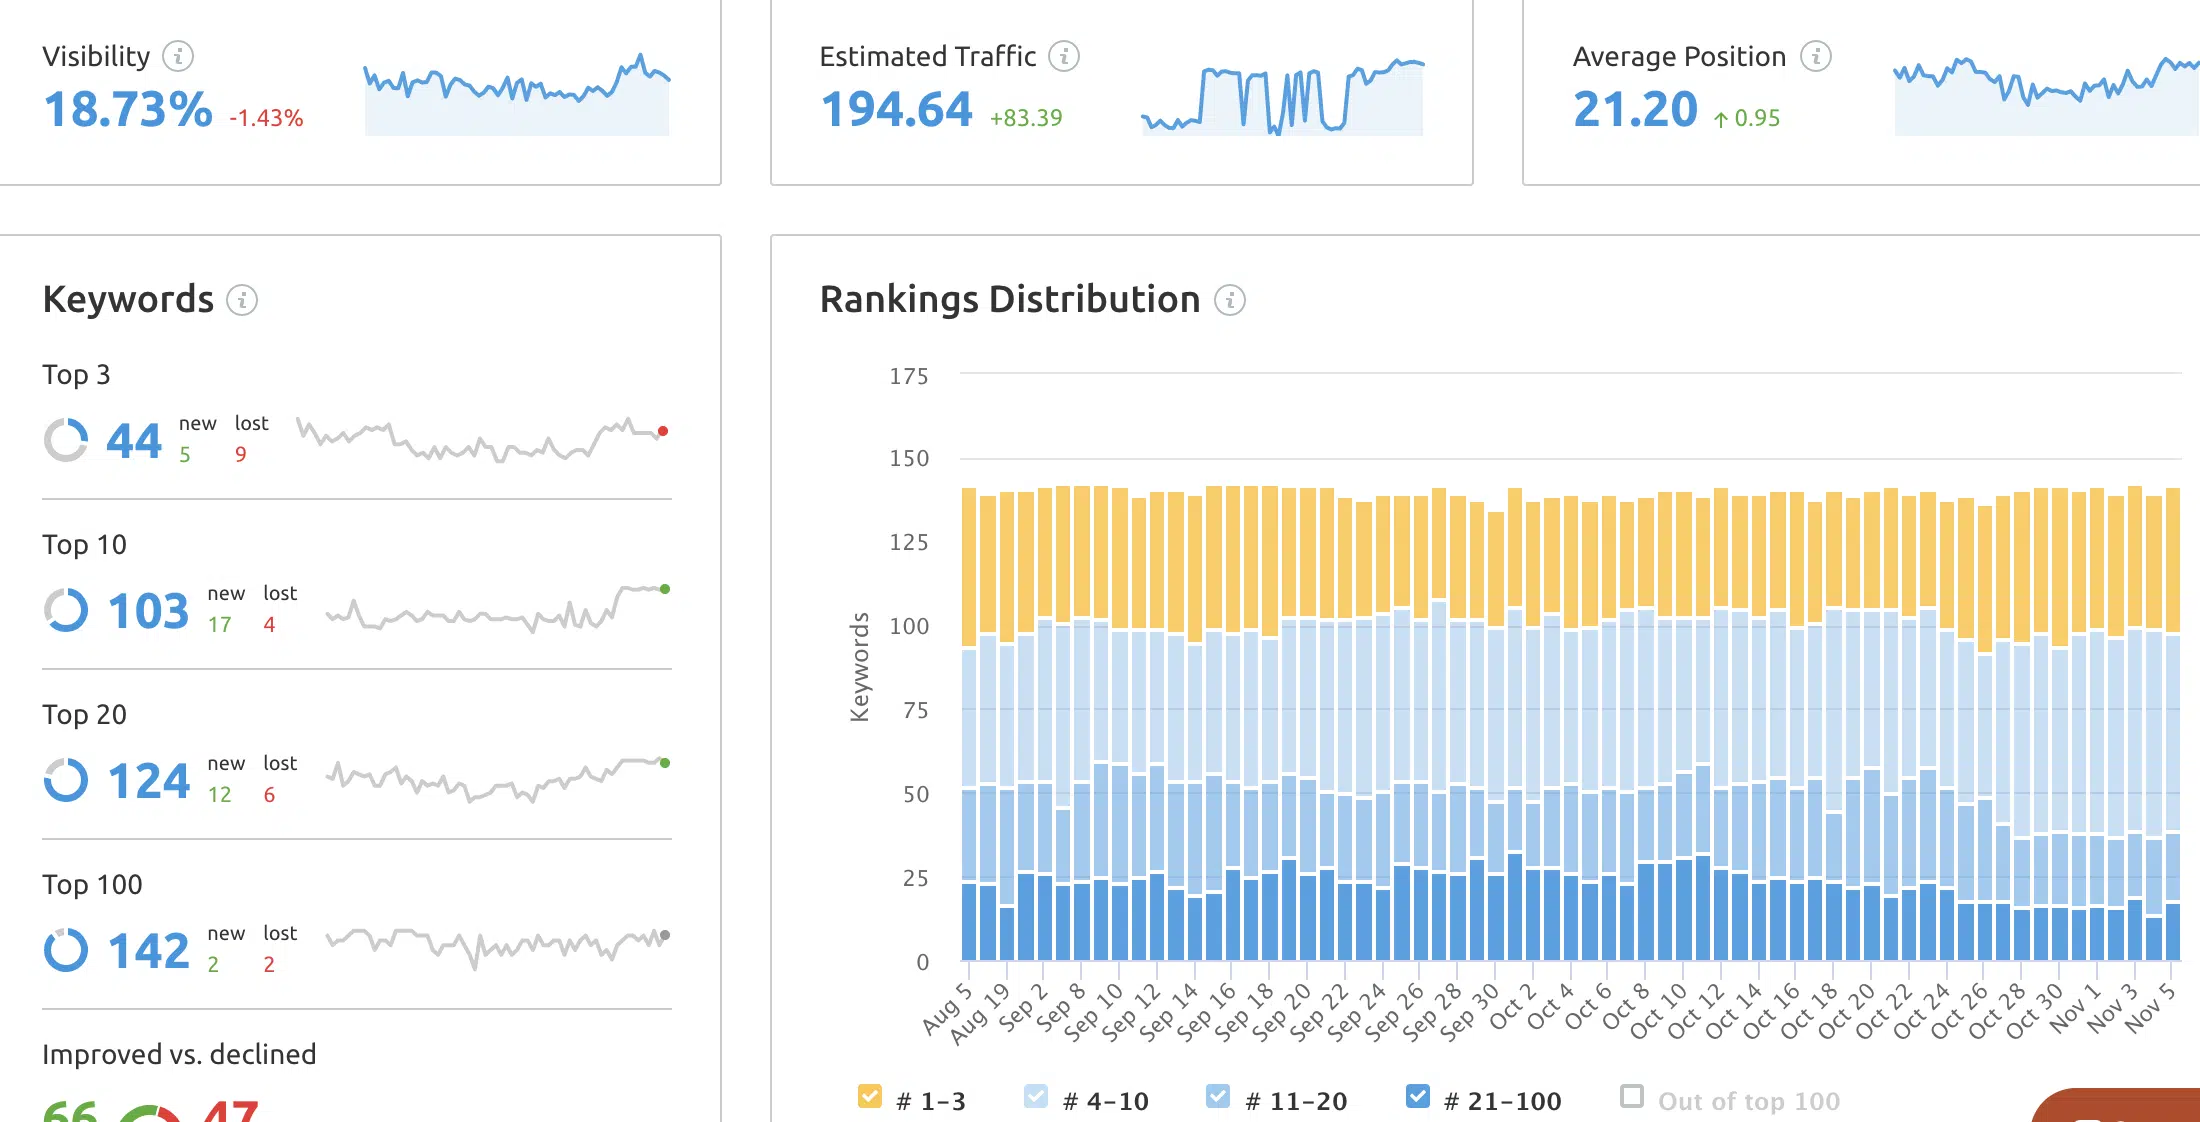 Visibility
18.73% -1.43%
Estimated Traffic
194.64 +83.39
Average Position
21.20 ↑ 0.95
Keywords
Top 3
44 new 5 lost 9
Top 10
103 new 17 lost 4
Top 20
124 new 12 lost 6
Top 100
142 new 2 lost 2
Improved vs. declined
66 47
Rankings Distribution
Keywords
175
150
125
100
75
50
25
0
Aug 5 Aug 19 Sep 2 Sep 8 Sep 10 Sep 12 Sep 14 Sep 16 Sep 18 Sep 20 Sep 22 Sep 24 Sep 26 Sep 28 Sep 30 Oct 2 Oct 4 Oct 6 Oct 8 Oct 10 Oct 12 Oct 14 Oct 16 Oct 18 Oct 20 Oct 22 Oct 24 Oct 26 Oct 28 Oct 30 Nov 1 Nov 3 Nov 5
# 1-3 # 4-10 # 11-20 # 21-100 Out of top 100